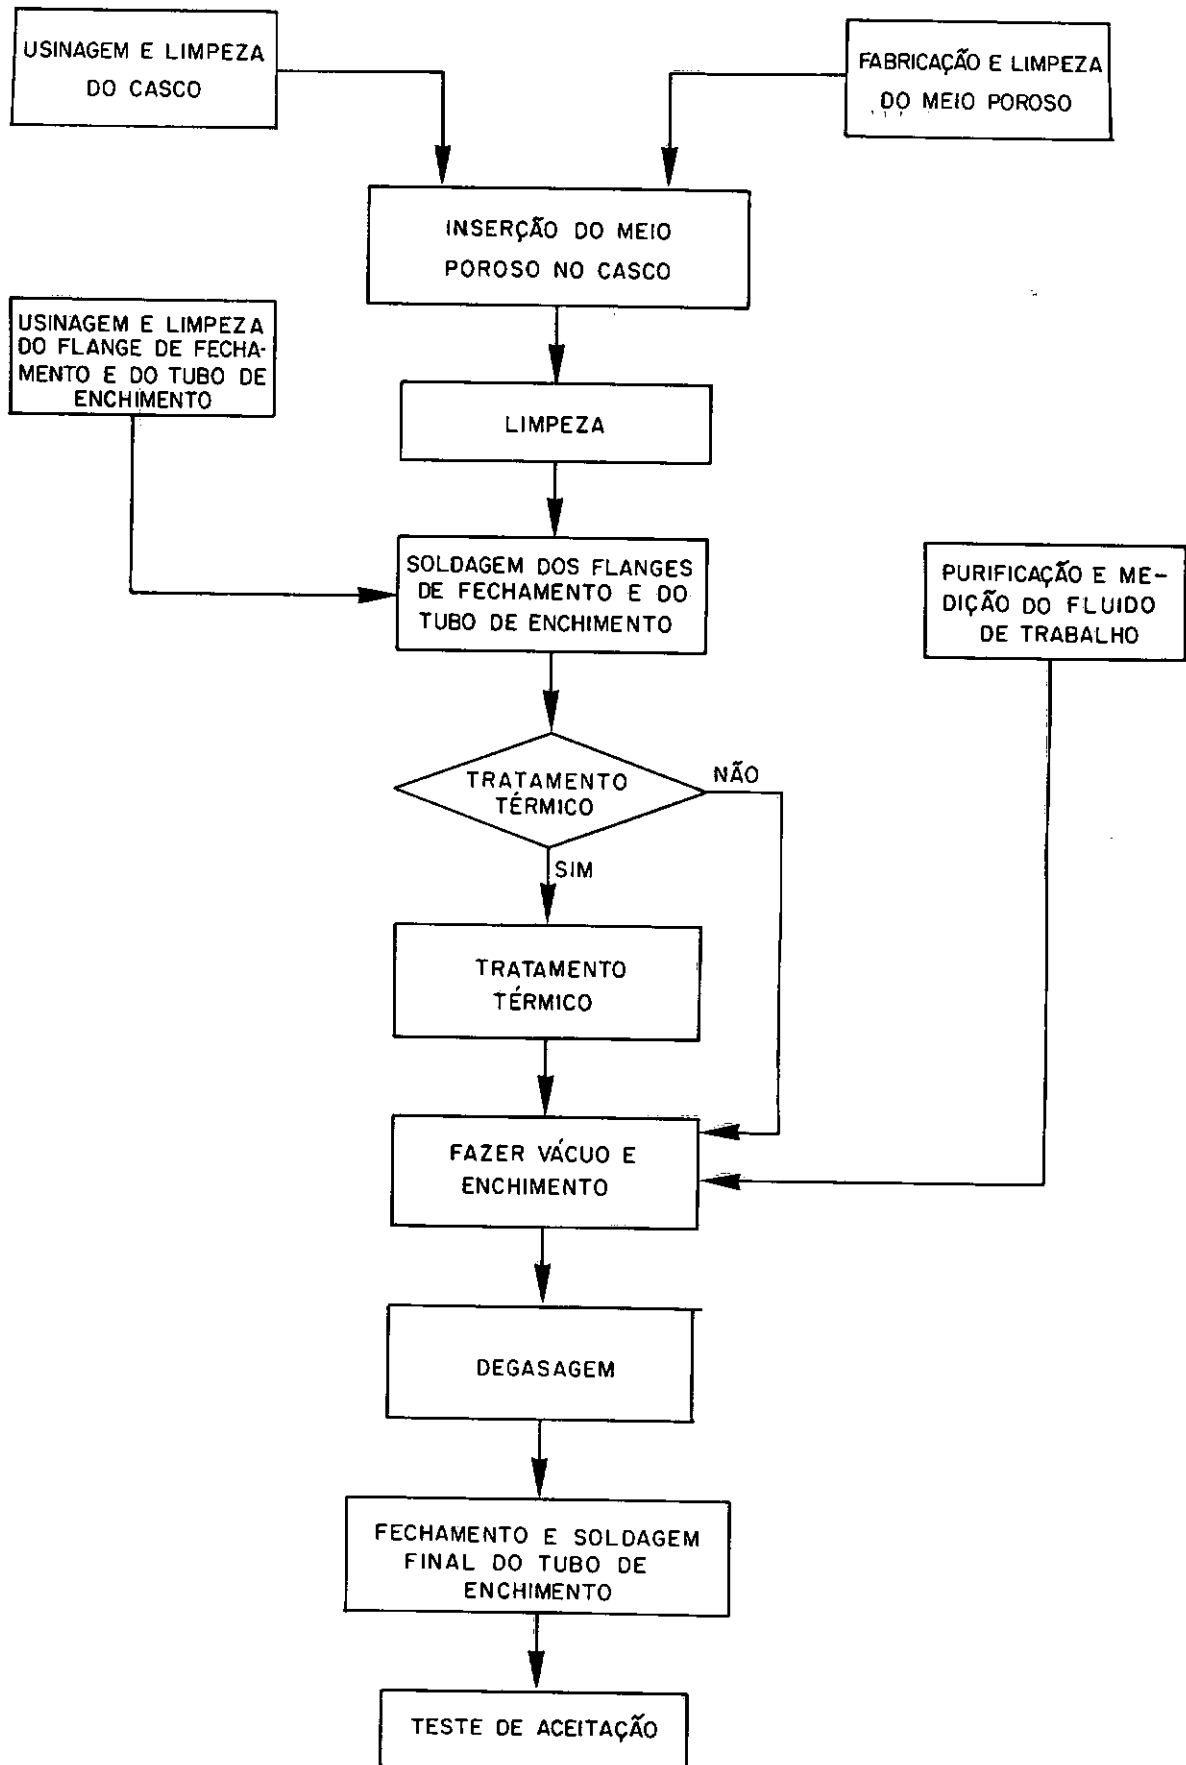 USINAGEM E LIMPEZA
DO CASCO
FABRICAÇÃO E LIMPEZA
DO MEIO POROSO
INSERÇÃO DO MEIO
POROSO NO CASCO
USINAGEM E LIMPEZA
DO FLANGE DE FECHA-
MENTO E DO TUBO DE
ENCHIMENTO
LIMPEZA
SOLDAGEM DOS FLANGES
DE FECHAMENTO E DO
TUBO DE ENCHIMENTO
PURIFICAÇÃO E ME-
DIÇÃO DO FLUIDO
DE TRABALHO
TRATAMENTO
TÉRMICO
NÃO
SIM
TRATAMENTO
TÉRMICO
FAZER VÁCUO E
ENCHIMENTO
DEGASAGEM
FECHAMENTO E SOLDAGEM
FINAL DO TUBO DE
ENCHIMENTO
TESTE DE ACEITAÇÃO